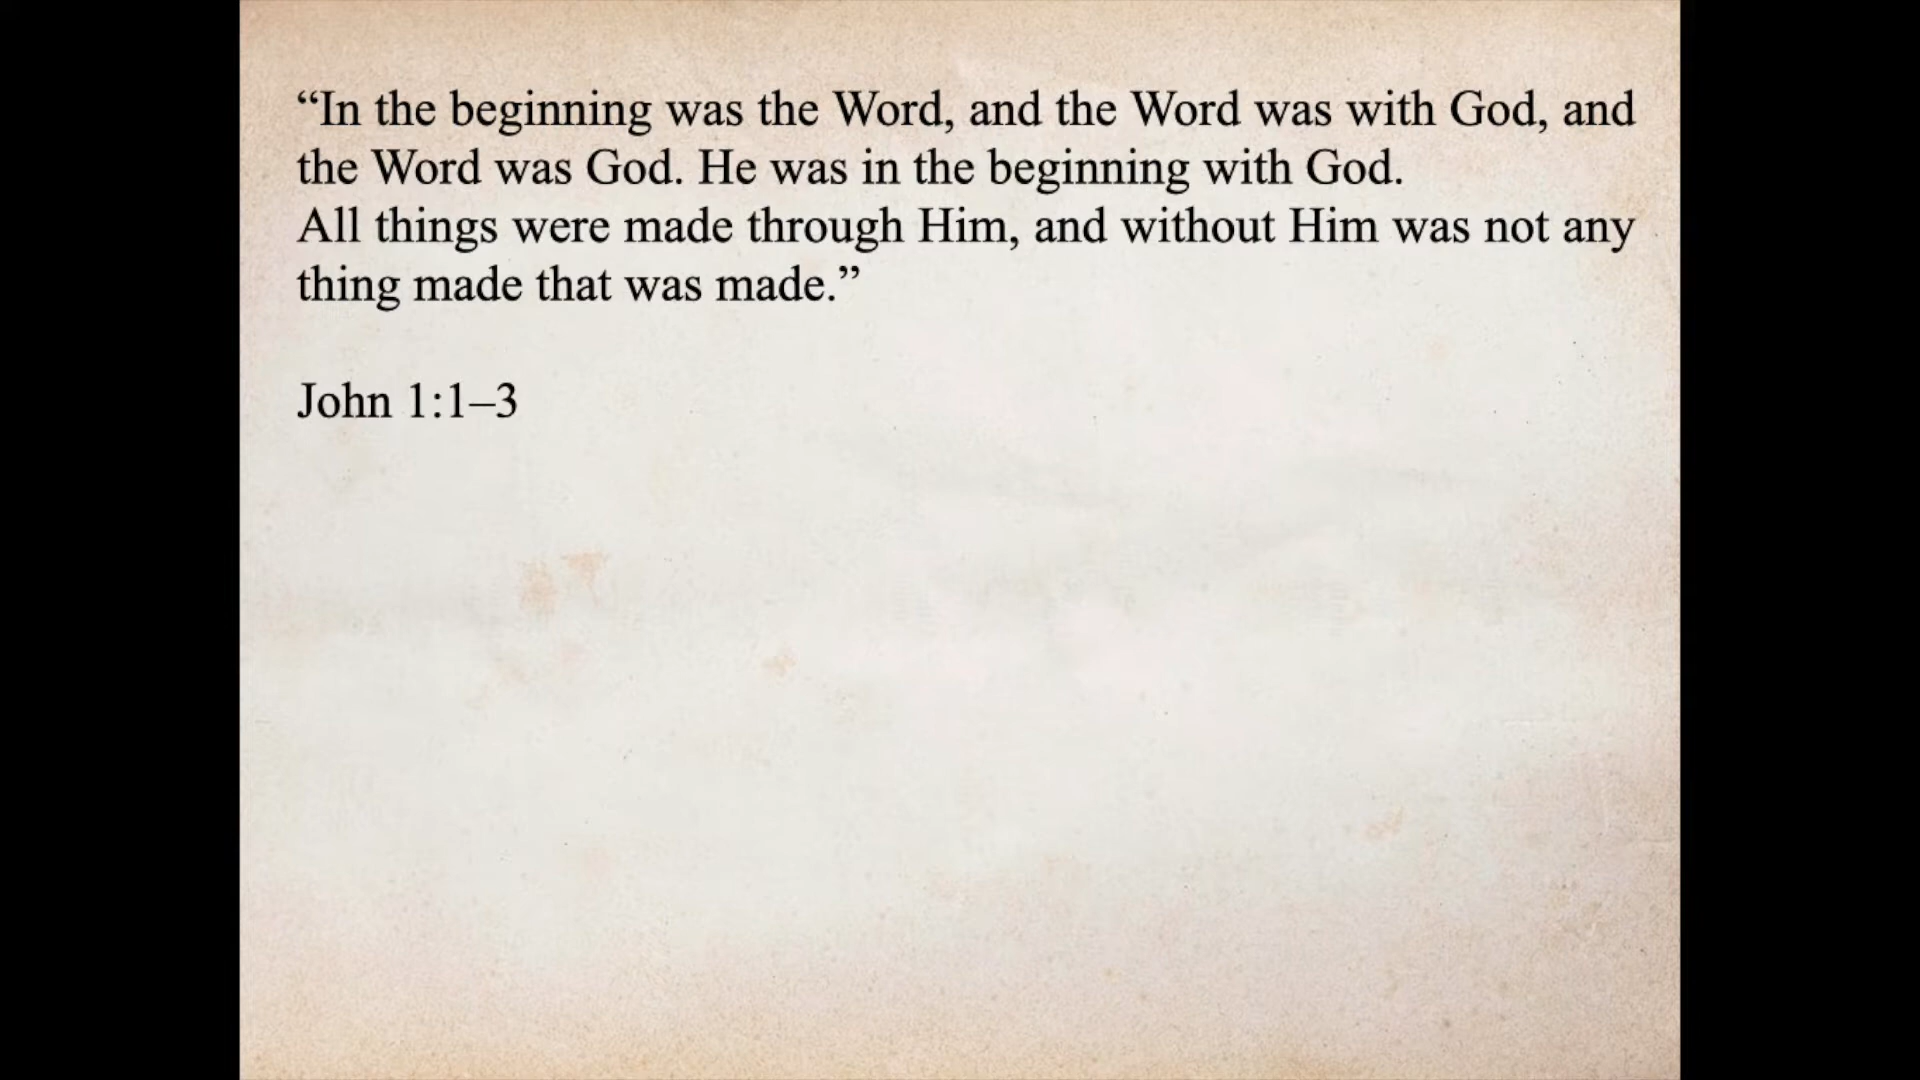 “In the beginning was the Word, and the Word was with God, and
the Word was God. He was in the beginning with God.
All things were made through Him, and without Him was not any
thing made that was made.”
John 1:1–3